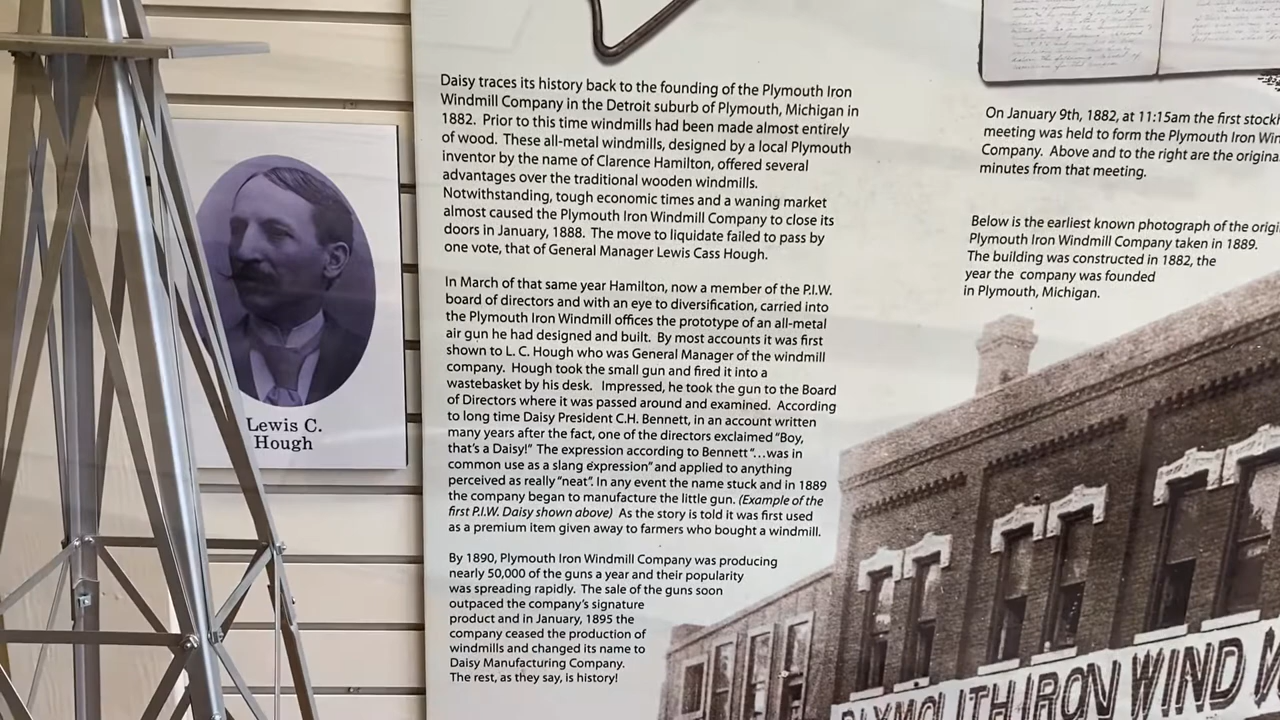 Daisy traces its history back to the founding of the Plymouth Iron
Windmill Company in the Detroit suburb of Plymouth, Michigan in
1882. Prior to this time windmills had been made almost entirely
of wood. These all-metal windmills, designed by a local Plymouth
inventor by the name of Clarence Hamilton, offered several
advantages over the traditional wooden windmills.
Notwithstanding, tough economic times and a waning market
almost caused the Plymouth Iron Windmill Company to close its
doors in January, 1888. The move to liquidate failed to pass by
one vote, that of General Manager Lewis Cass Hough.
In March of that same year Hamilton, now a member of the P.I.W.
board of directors and with an eye to diversification, carried into
the Plymouth Iron Windmill offices the prototype of an all-metal
air gun he had designed and built. By most accounts it was first
shown to L. C. Hough who was General Manager of the windmill
company. Hough took the small gun and fired it into a
wastebasket by his desk. Impressed, he took the gun to the Board
of Directors where it was passed around and examined. According
to long time Daisy President C.H. Bennett, in an account written
many years after the fact, one of the directors exclaimed "Boy,
that's a Daisy!" The expression according to Bennett "...was in
common use as a slang expression" and applied to anything
perceived as really "neat". In any event the name stuck and in 1889
the company began to manufacture the little gun. (Example of the
first P.I.W. Daisy shown above) As the story is told it was first used
as a premium item given away to farmers who bought a windmill.
By 1890, Plymouth Iron Windmill Company was producing
nearly 50,000 of the guns a year and their popularity
was spreading rapidly. The sale of the guns soon
outpaced the company's signature
product and in January, 1895 the
company ceased the production of
windmills and changed its name to
Daisy Manufacturing Company.
The rest, as they say, is history!
On January 9th, 1882, at 11:15am the first stockh
meeting was held to form the Plymouth Iron Win
Company. Above and to the right are the origina
minutes from that meeting.
Below is the earliest known photograph of the origi
Plymouth Iron Windmill Company taken in 1889.
The building was constructed in 1882, the
year the company was founded
in Plymouth, Michigan.
Lewis C.
Hough
PLYMOUTH IRON WIND